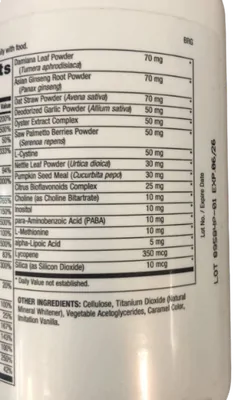 ily with food.
BRG
ts
Damiana Leaf Powder 70 mg
(Turnera aphrodisiaca)
Asian Ginseng Root Powder 70 mg
(Panax ginseng)
Oat Straw Powder (Avena sativa) 70 mg
Deodorized Garlic Powder (Allium sativa) 50 mg
Oyster Extract Complex 50 mg
Saw Palmetto Berries Powder 50 mg
(Serenoa repens)
L-Cystine 50 mg
Nettle Leaf Powder (Urtica dioica) 30 mg
Pumpkin Seed Meal (Cucurbita pepo) 30 mg
Citrus Bioflavonoids Complex 25 mg
Choline (as Choline Bitartrate) 10 mg
Inositol 10 mg
para-Aminobenzoic Acid (PABA) 10 mg
L-Methionine 10 mg
alpha-Lipoic Acid 5 mg
Lycopene 350 mcg
Silica (as Silicon Dioxide) 10 mcg
* Daily Value not established.
OTHER INGREDIENTS: Cellulose, Titanium Dioxide (Natural
Mineral Whitener), Vegetable Acetoglycerides, Caramel Color,
Imitation Vanilla.
Lot No. / Expire Date
EXP.06/26